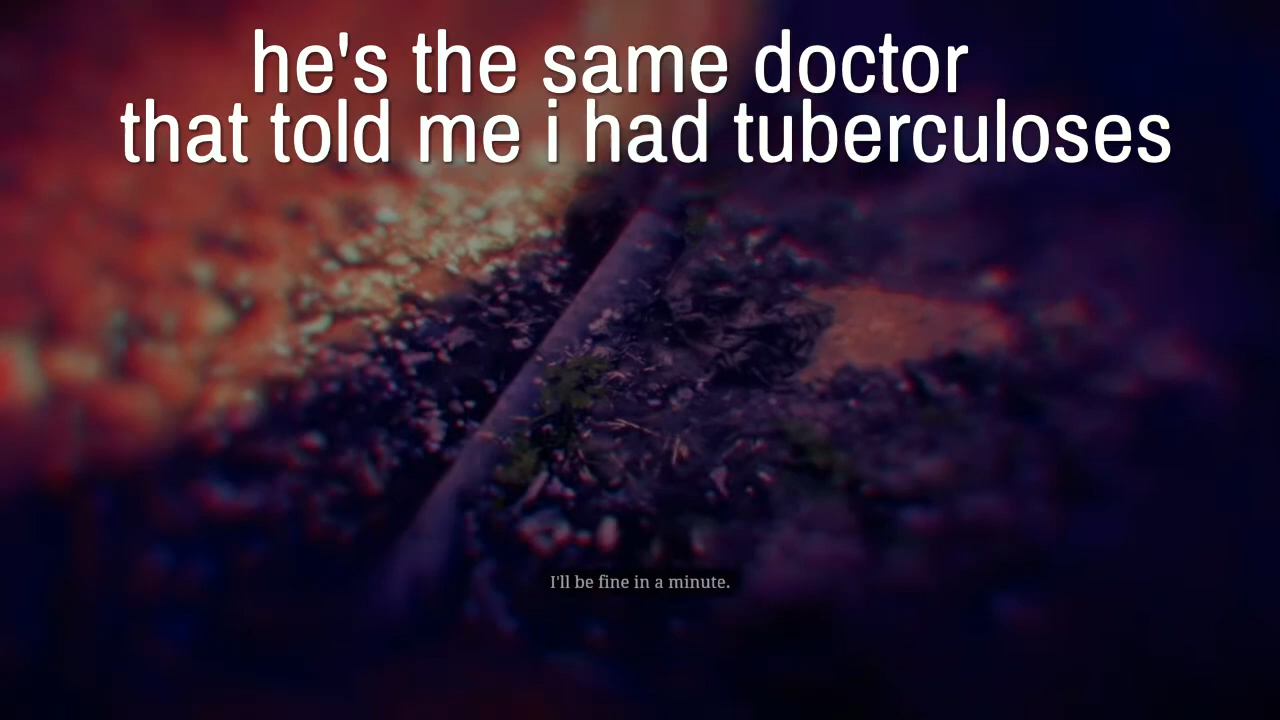 he's the same doctor
that told me i had tuberculoses
I'll be fine in a minute.